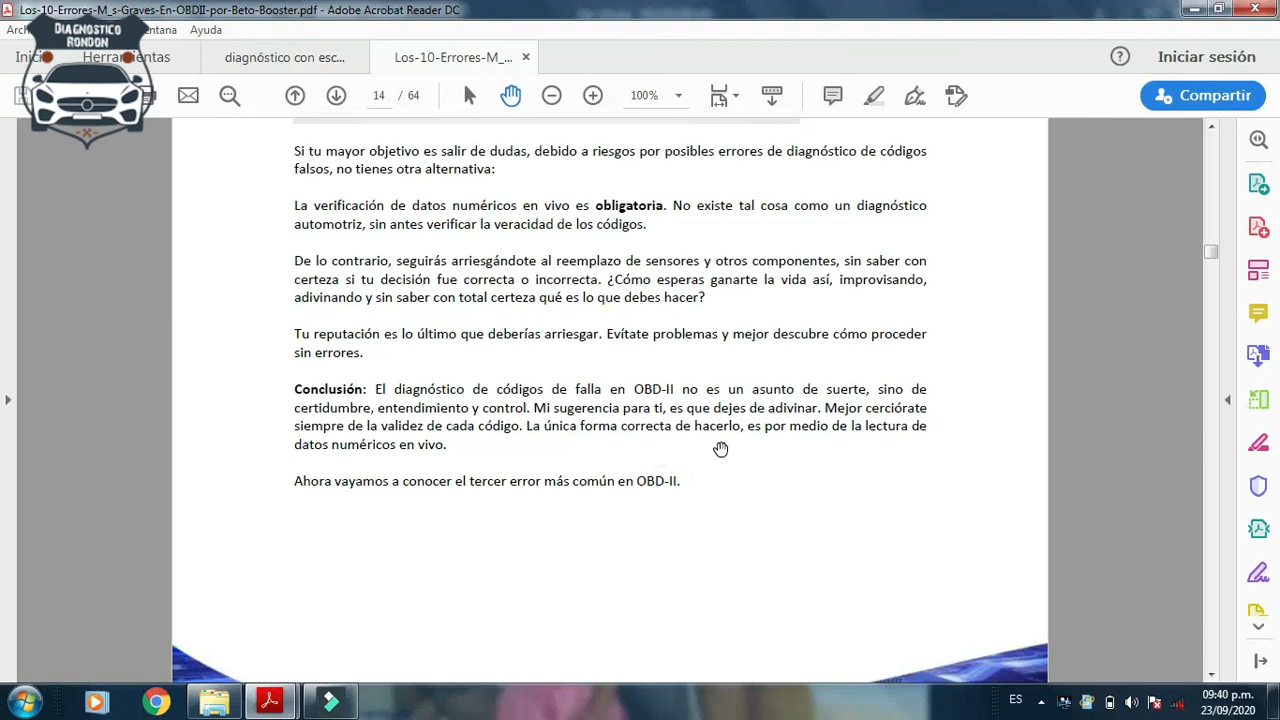 Los-10-Errores-M_s-Graves-En-OBDII-por-Beto-Booster.pdf - Adobe Acrobat Reader DC
DIAGNOSTICO
RONDON
Ayuda
Herramientas
diagnóstico con esc...
Los-10-Errores-M_...
Iniciar sesión
14 / 64
100%
Compartir
Si tu mayor objetivo es salir de dudas, debido a riesgos por posibles errores de diagnóstico de códigos
falsos, no tienes otra alternativa:
La verificación de datos numéricos en vivo es obligatoria. No existe tal cosa como un diagnóstico
automotriz, sin antes verificar la veracidad de los códigos.
De lo contrario, seguirás arriesgándote al reemplazo de sensores y otros componentes, sin saber con
certeza si tu decisión fue correcta o incorrecta. ¿Cómo esperas ganarte la vida así, improvisando,
adivinando y sin saber con total certeza qué es lo que debes hacer?
Tu reputación es lo último que deberías arriesgar. Evítate problemas y mejor descubre cómo proceder
sin errores.
Conclusión: El diagnóstico de códigos de falla en OBD-II no es un asunto de suerte, sino de
certidumbre, entendimiento y control. Mi sugerencia para ti, es que dejes de adivinar. Mejor cerciórate
siempre de la validez de cada código. La única forma correcta de hacerlo, es por medio de la lectura de
datos numéricos en vivo.
Ahora vayamos a conocer el tercer error más común en OBD-II.
ES
09:40 p.m.
23/09/2020